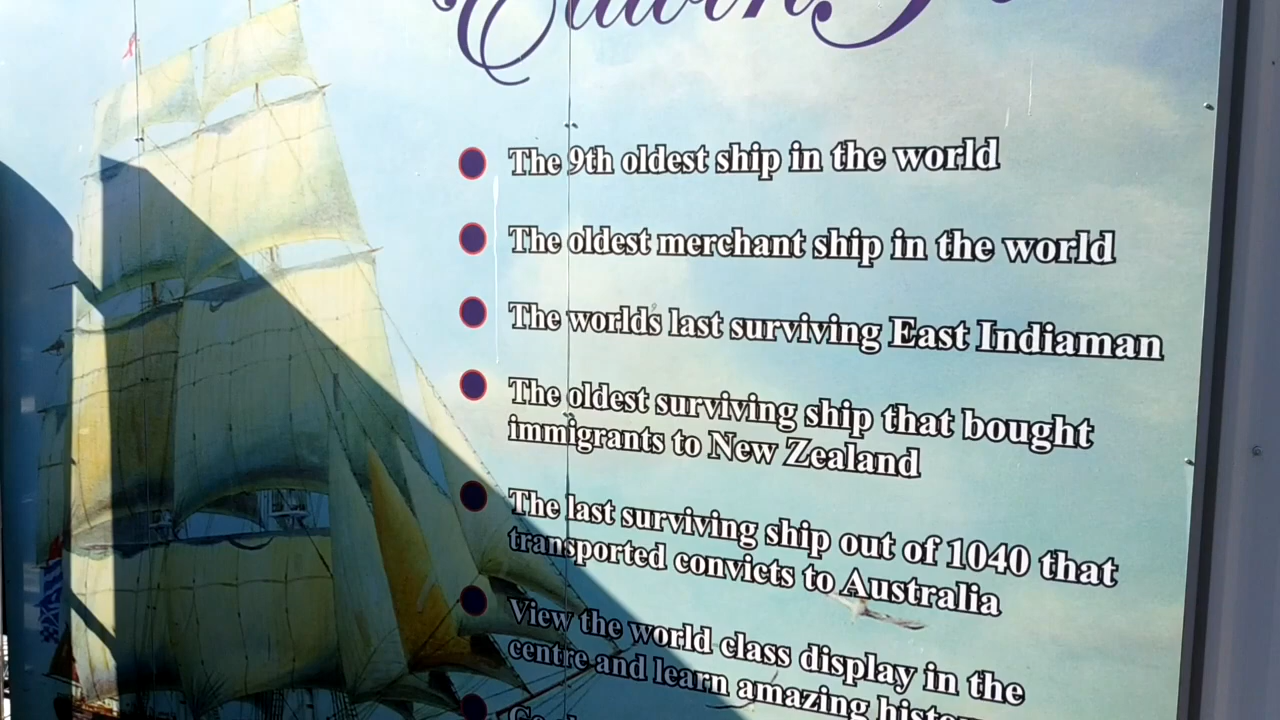 Edwin
The 9th oldest ship in the world
The oldest merchant ship in the world
The worlds last surviving East Indiaman
The oldest surviving ship that bought
immigrants to New Zealand
The last surviving ship out of 1040 that
transported convicts to Australia
View the world class display in the
centre and learn amazing